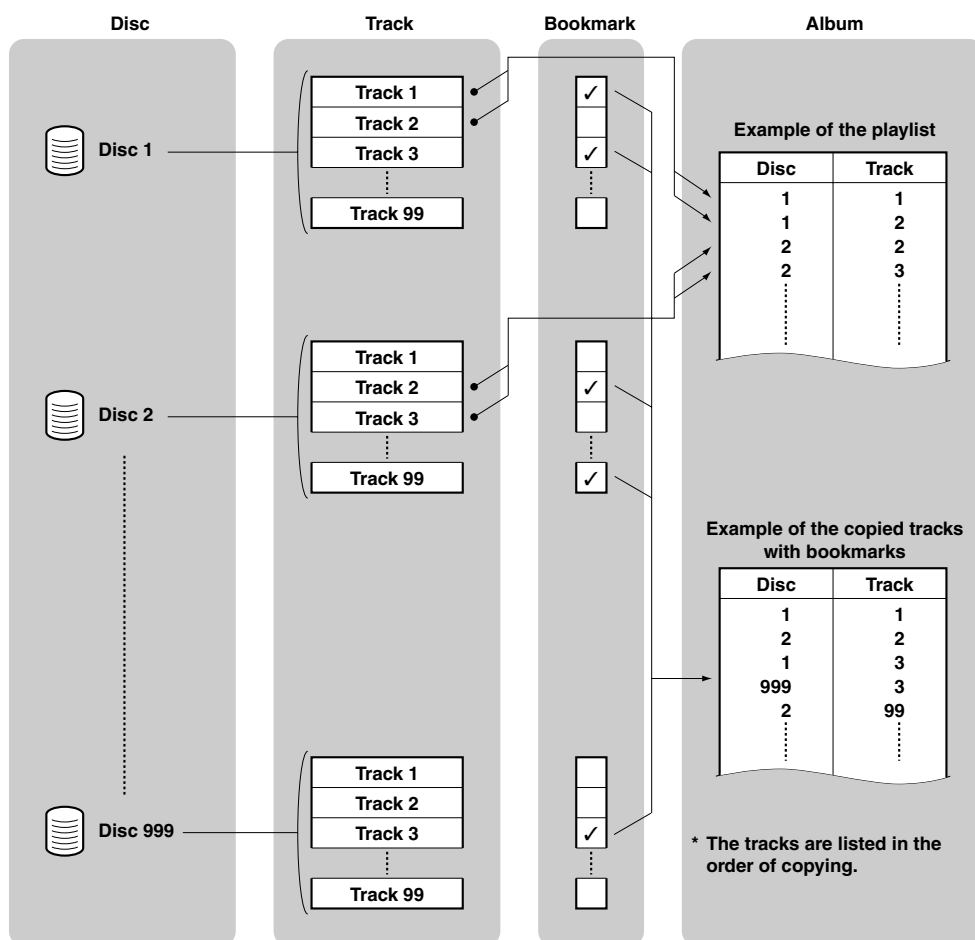 Disc
Track
Bookmark
Album
Disc 1
Track 1
✓
Track 2
Track 3
✓
Track 99
Example of the playlist
Disc Track
1 1
1 2
2 2
2 3
Disc 2
Track 1
Track 2
✓
Track 3
Track 99
✓
Example of the copied tracks
with bookmarks
Disc Track
1 1
2 2
1 3
999 3
2 99
Disc 999
Track 1
Track 2
Track 3
✓
Track 99
* The tracks are listed in the
order of copying.